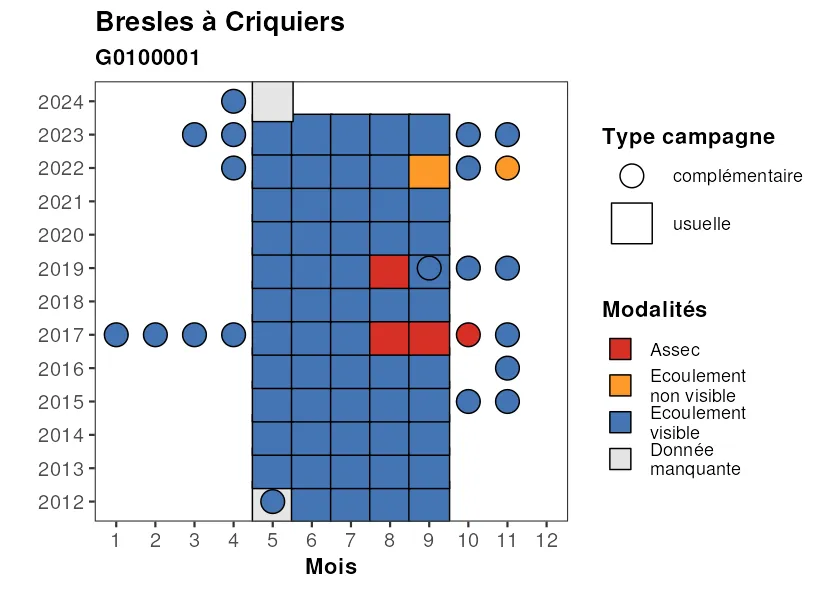 Bresles à Criquiers
G0100001
2024
2023
2022
2021
2020
2019
2018
2017
2016
2015
2014
2013
2012
1 2 3 4 5 6 7 8 9 10 11 12
Mois
Type campagne
complémentaire
usuelle
Modalités
Assec
Ecoulement
non visible
Ecoulement
visible
Donnée
manquante